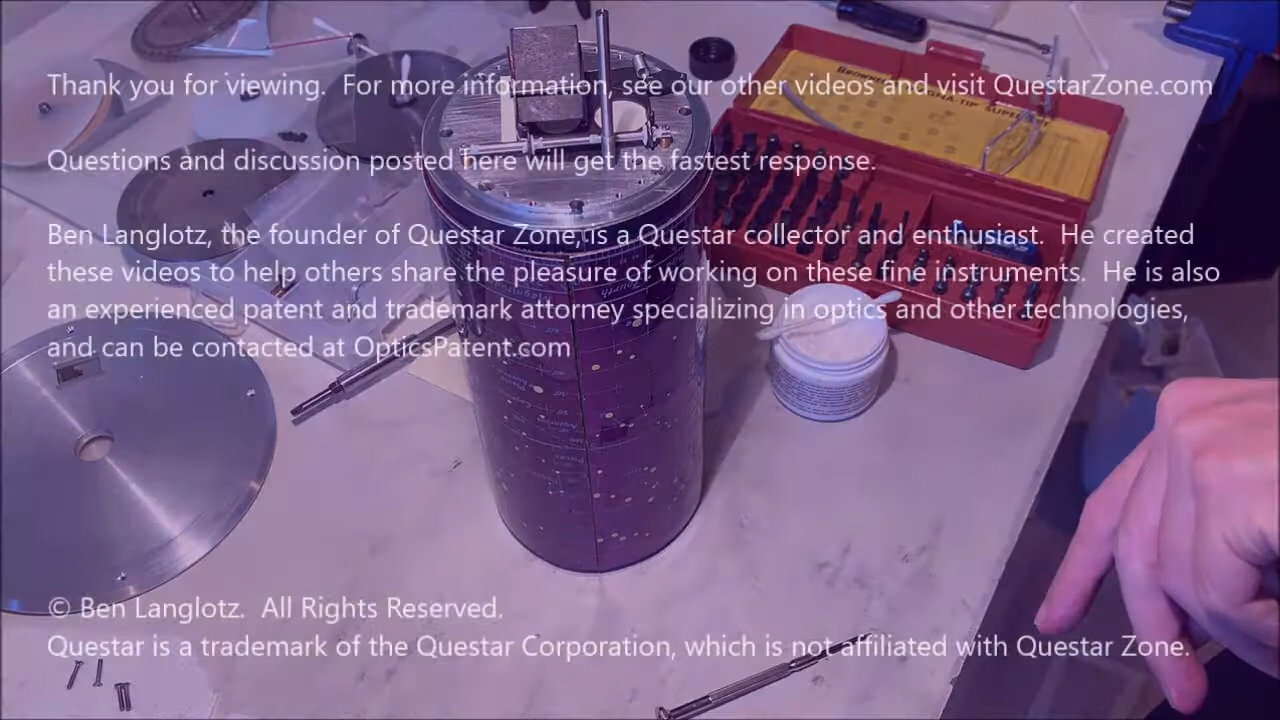 Thank you for viewing.  For more information, see our other videos and visit QuestarZone.com
Questions and discussion posted here will get the fastest response.
Ben Langlotz, the founder of Questar Zone, is a Questar collector and enthusiast.  He created
these videos to help others share the pleasure of working on these fine instruments.  He is also
an experienced patent and trademark attorney specializing in optics and other technologies,
and can be contacted at OpticsPatent.com
© Ben Langlotz.  All Rights Reserved.
Questar is a trademark of the Questar Corporation, which is not affiliated with Questar Zone.